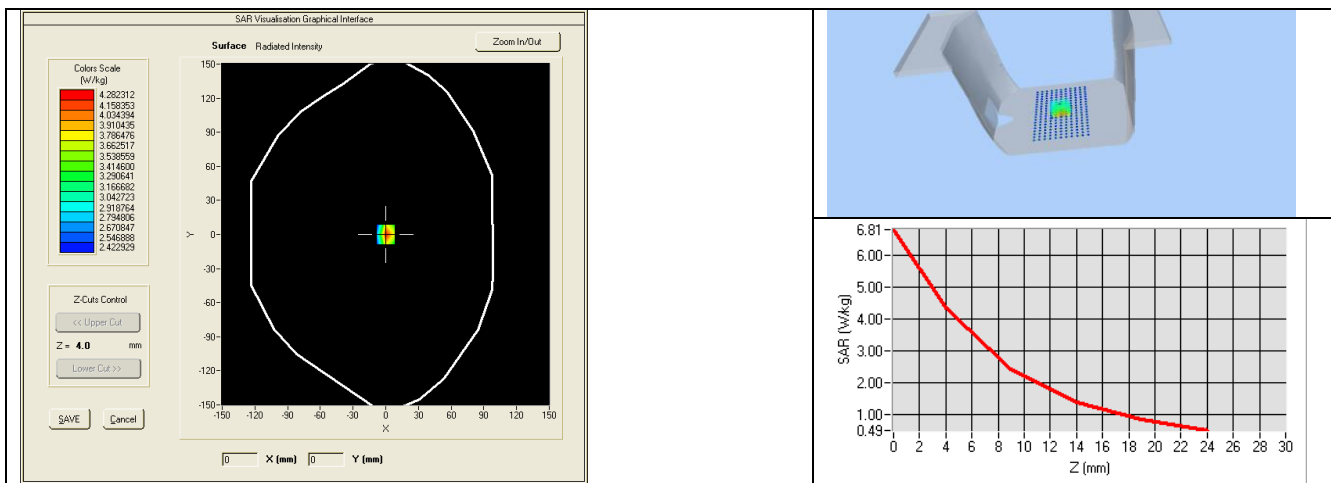 SAR Visualisation Graphical Interface
Surface Radiated Intensity
Zoom In/Out
Colors Scale
(W/kg)
4.282312
4.158353
4.034394
3.910435
3.786476
3.662517
3.538559
3.414600
3.290641
3.166682
3.042723
2.918764
2.794806
2.670847
2.546888
2.422929
Z-Cuts Control
<< Upper Cut
Z = 4.0 mm
Lower Cut >>
SAVE Cancel
150
120
90
60
30
0
-30
-60
-90
-120
-150
Y
-150 -120 -90 -60 -30 0 30 60 90 120 150
X
0 X (mm) 0 Y (mm)
6.81
6.00
5.00
4.00
3.00
2.00
1.00
0.49
SAR (W/kg)
0 2 4 6 8 10 12 14 16 18 20 22 24 26 28 30
Z (mm)